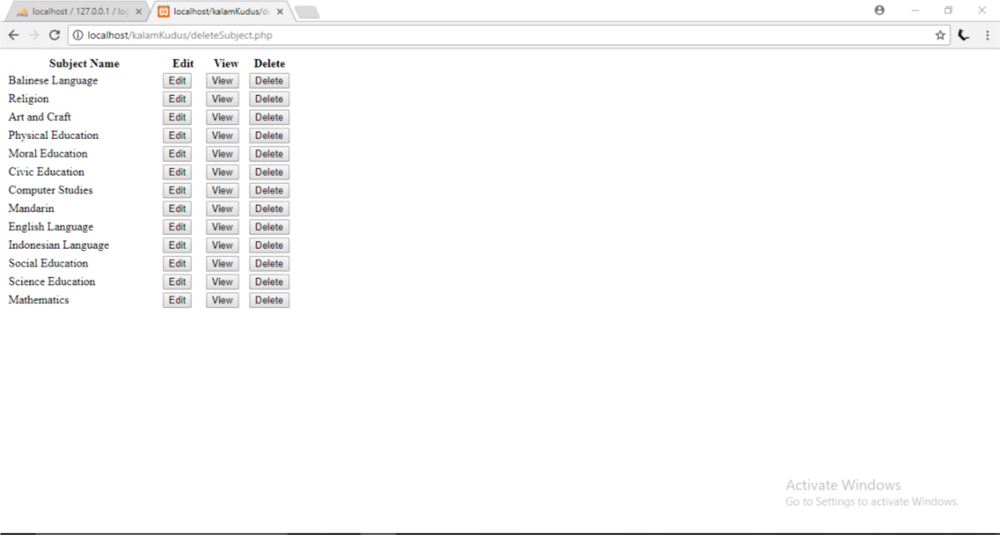 localhost / 127.0.0.1 / log
localhost/kalamKudus/de
localhost/kalamKudus/deleteSubject.php
Subject Name Edit View Delete
Balinese Language Edit View Delete
Religion Edit View Delete
Art and Craft Edit View Delete
Physical Education Edit View Delete
Moral Education Edit View Delete
Civic Education Edit View Delete
Computer Studies Edit View Delete
Mandarin Edit View Delete
English Language Edit View Delete
Indonesian Language Edit View Delete
Social Education Edit View Delete
Science Education Edit View Delete
Mathematics Edit View Delete
Activate Windows
Go to Settings to activate Windows.